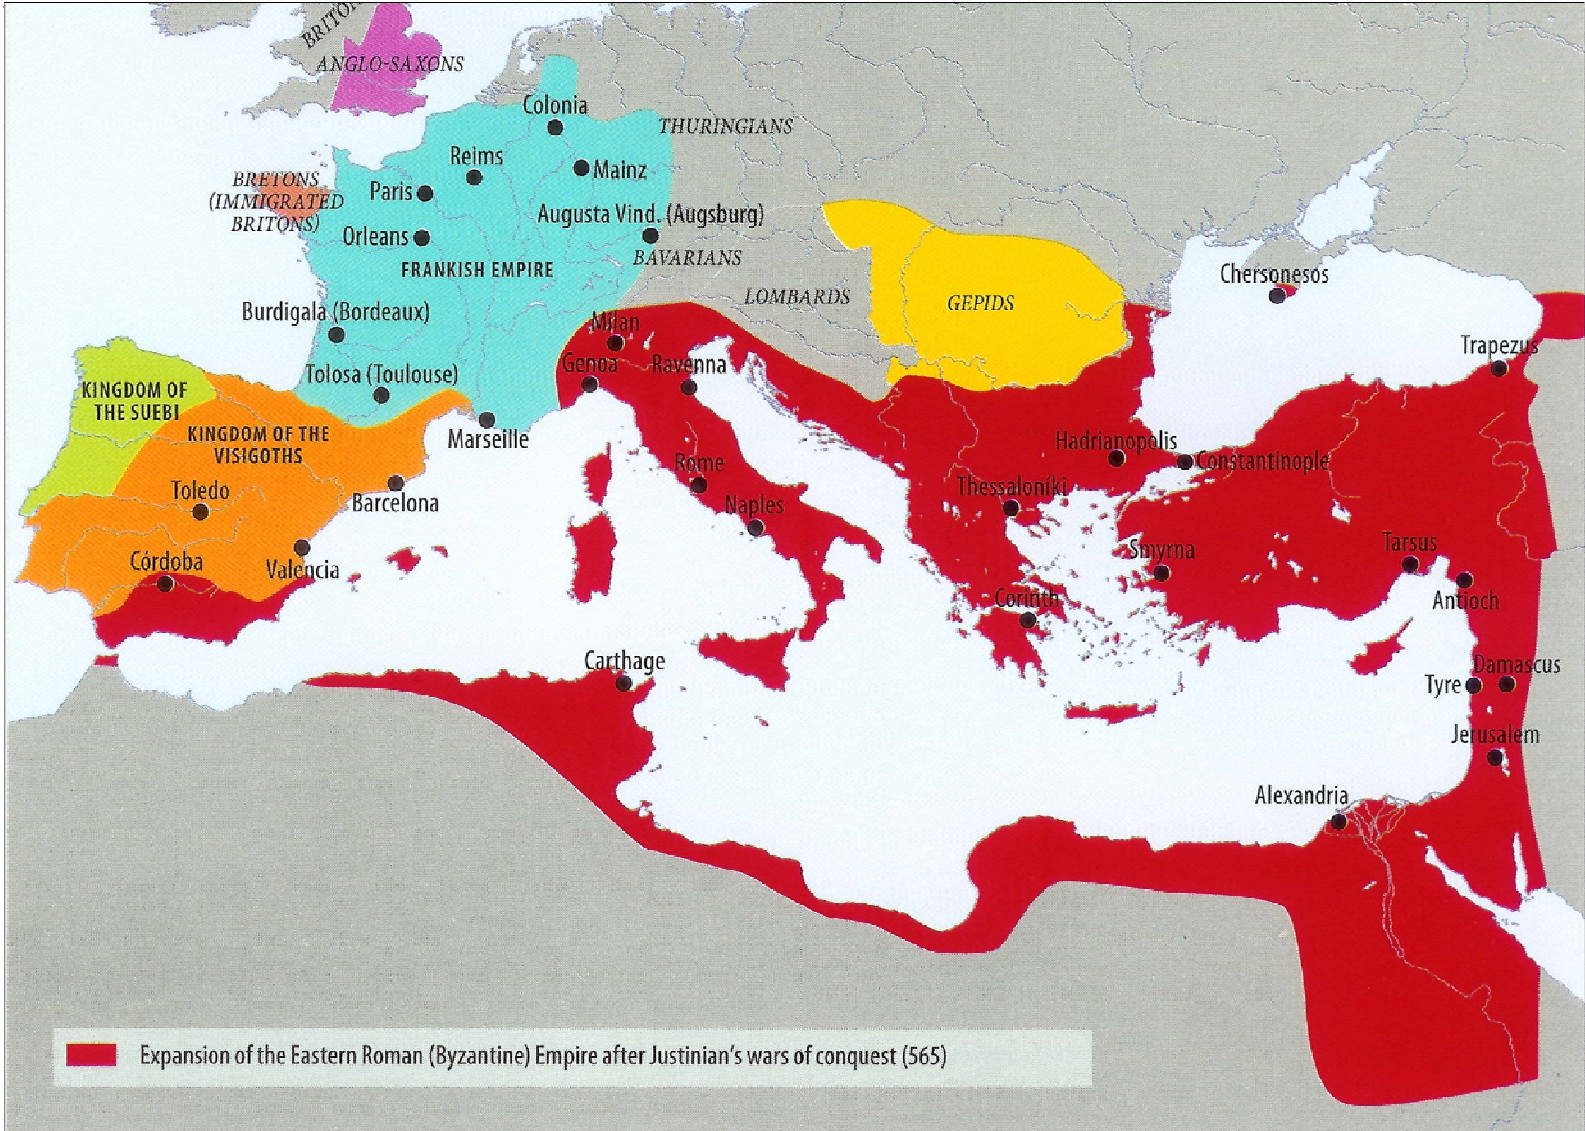 BRITON
ANGLO-SAXONS
Colonia
THURINGIANS
Reims
Mainz
BRETONS
(IMMIGRATED
BRITONS)
Paris
Augusta Vind. (Augsburg)
Orleans
BAVARIANS
FRANKISH EMPIRE
LOMBARDS
GEPIDS
Chersonesos
Burdigala (Bordeaux)
Milan
Trapezus
Genoa
Ravenna
Tolosa (Toulouse)
KINGDOM OF
THE SUEBI
KINGDOM OF THE
VISIGOTHS
Marseille
Hadrianopolis
Constantinople
Rome
Toledo
Barcelona
Thessaloniki
Naples
Córdoba
Valencia
Smyrna
Tarsus
Corinth
Antioch
Carthage
Damascus
Tyre
Jerusalem
Alexandria
Expansion of the Eastern Roman (Byzantine) Empire after Justinian's wars of conquest (565)